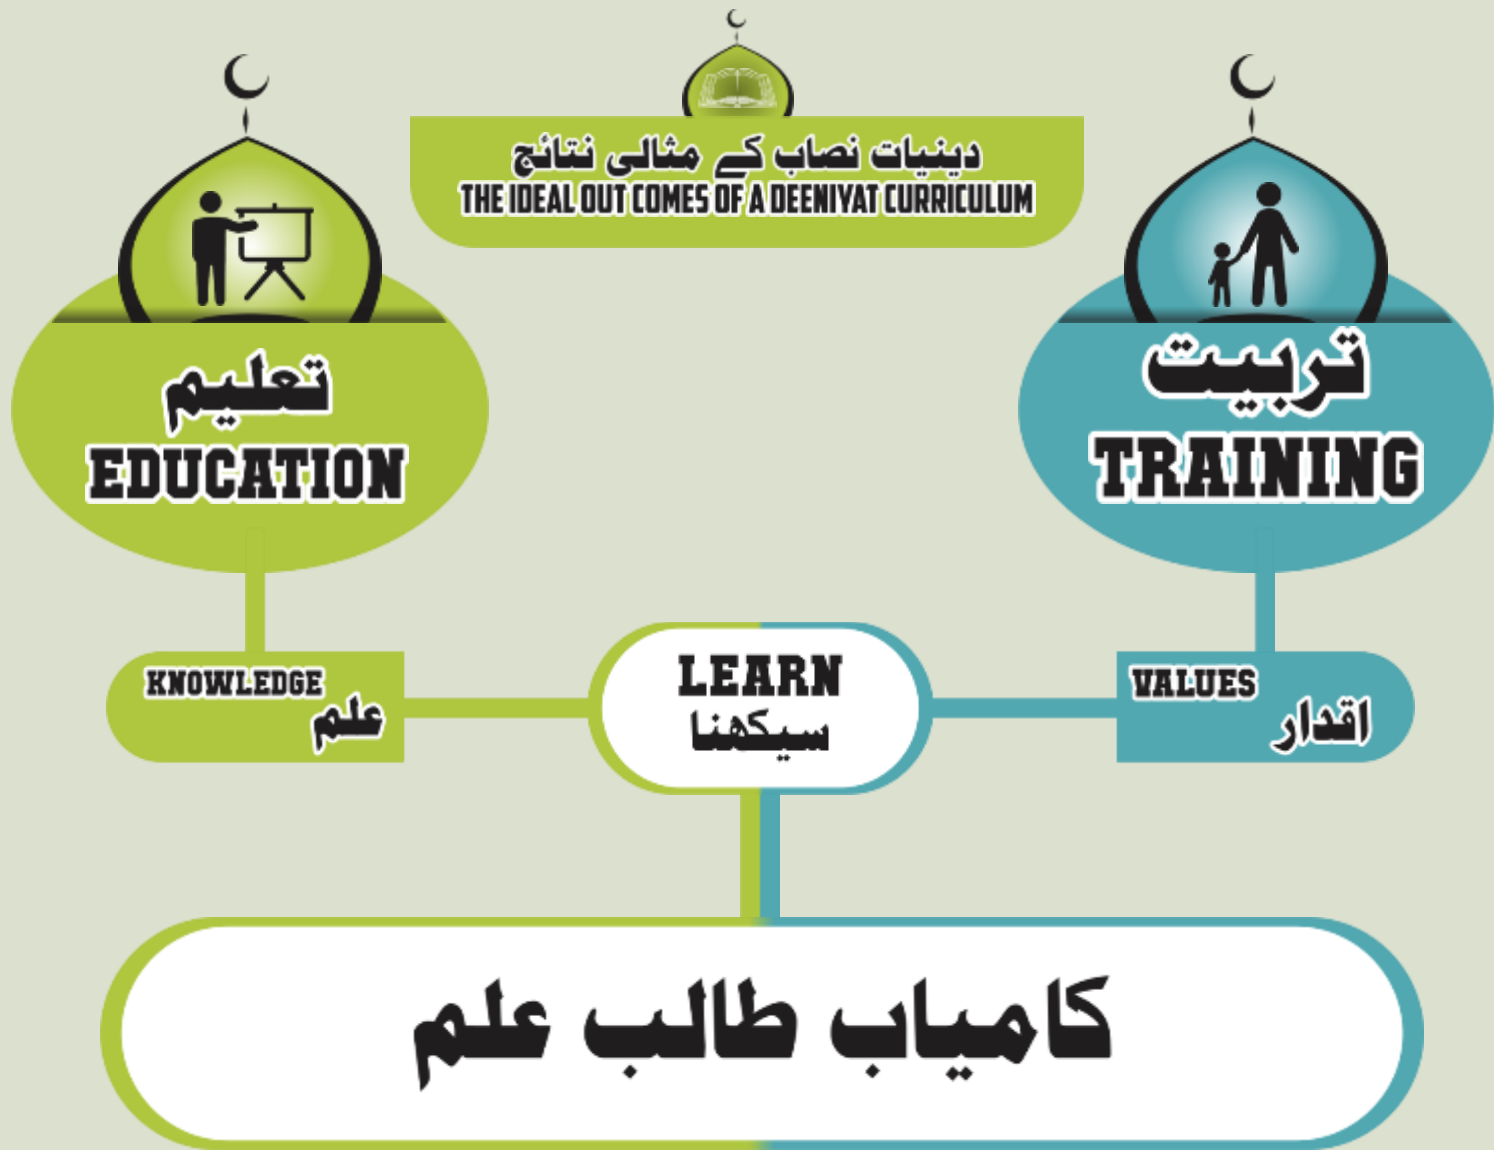 دینیات نصاب کے مثالی نتائج
THE IDEAL OUT COMES OF A DEENIYAT CURRICULUM
تعلیم
EDUCATION
تربیت
TRAINING
KNOWLEDGE
علم
LEARN
سیکھنا
VALUES
اقدار
کامیاب طالب علم